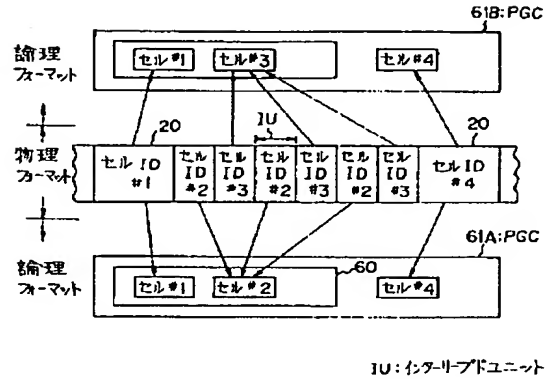 61B:PGC
論理
フォーマット
セル#1
セル#3
セル#4
20
IU
20
物理
フォーマット
セル ID #1
セル ID #2
セル ID #3
セル ID #2
セル ID #3
セル ID #2
セル ID #3
セル ID #4
61A:PGC
論理
フォーマット
60
セル#1
セル#2
セル#4
IU:インターリーブドユニット